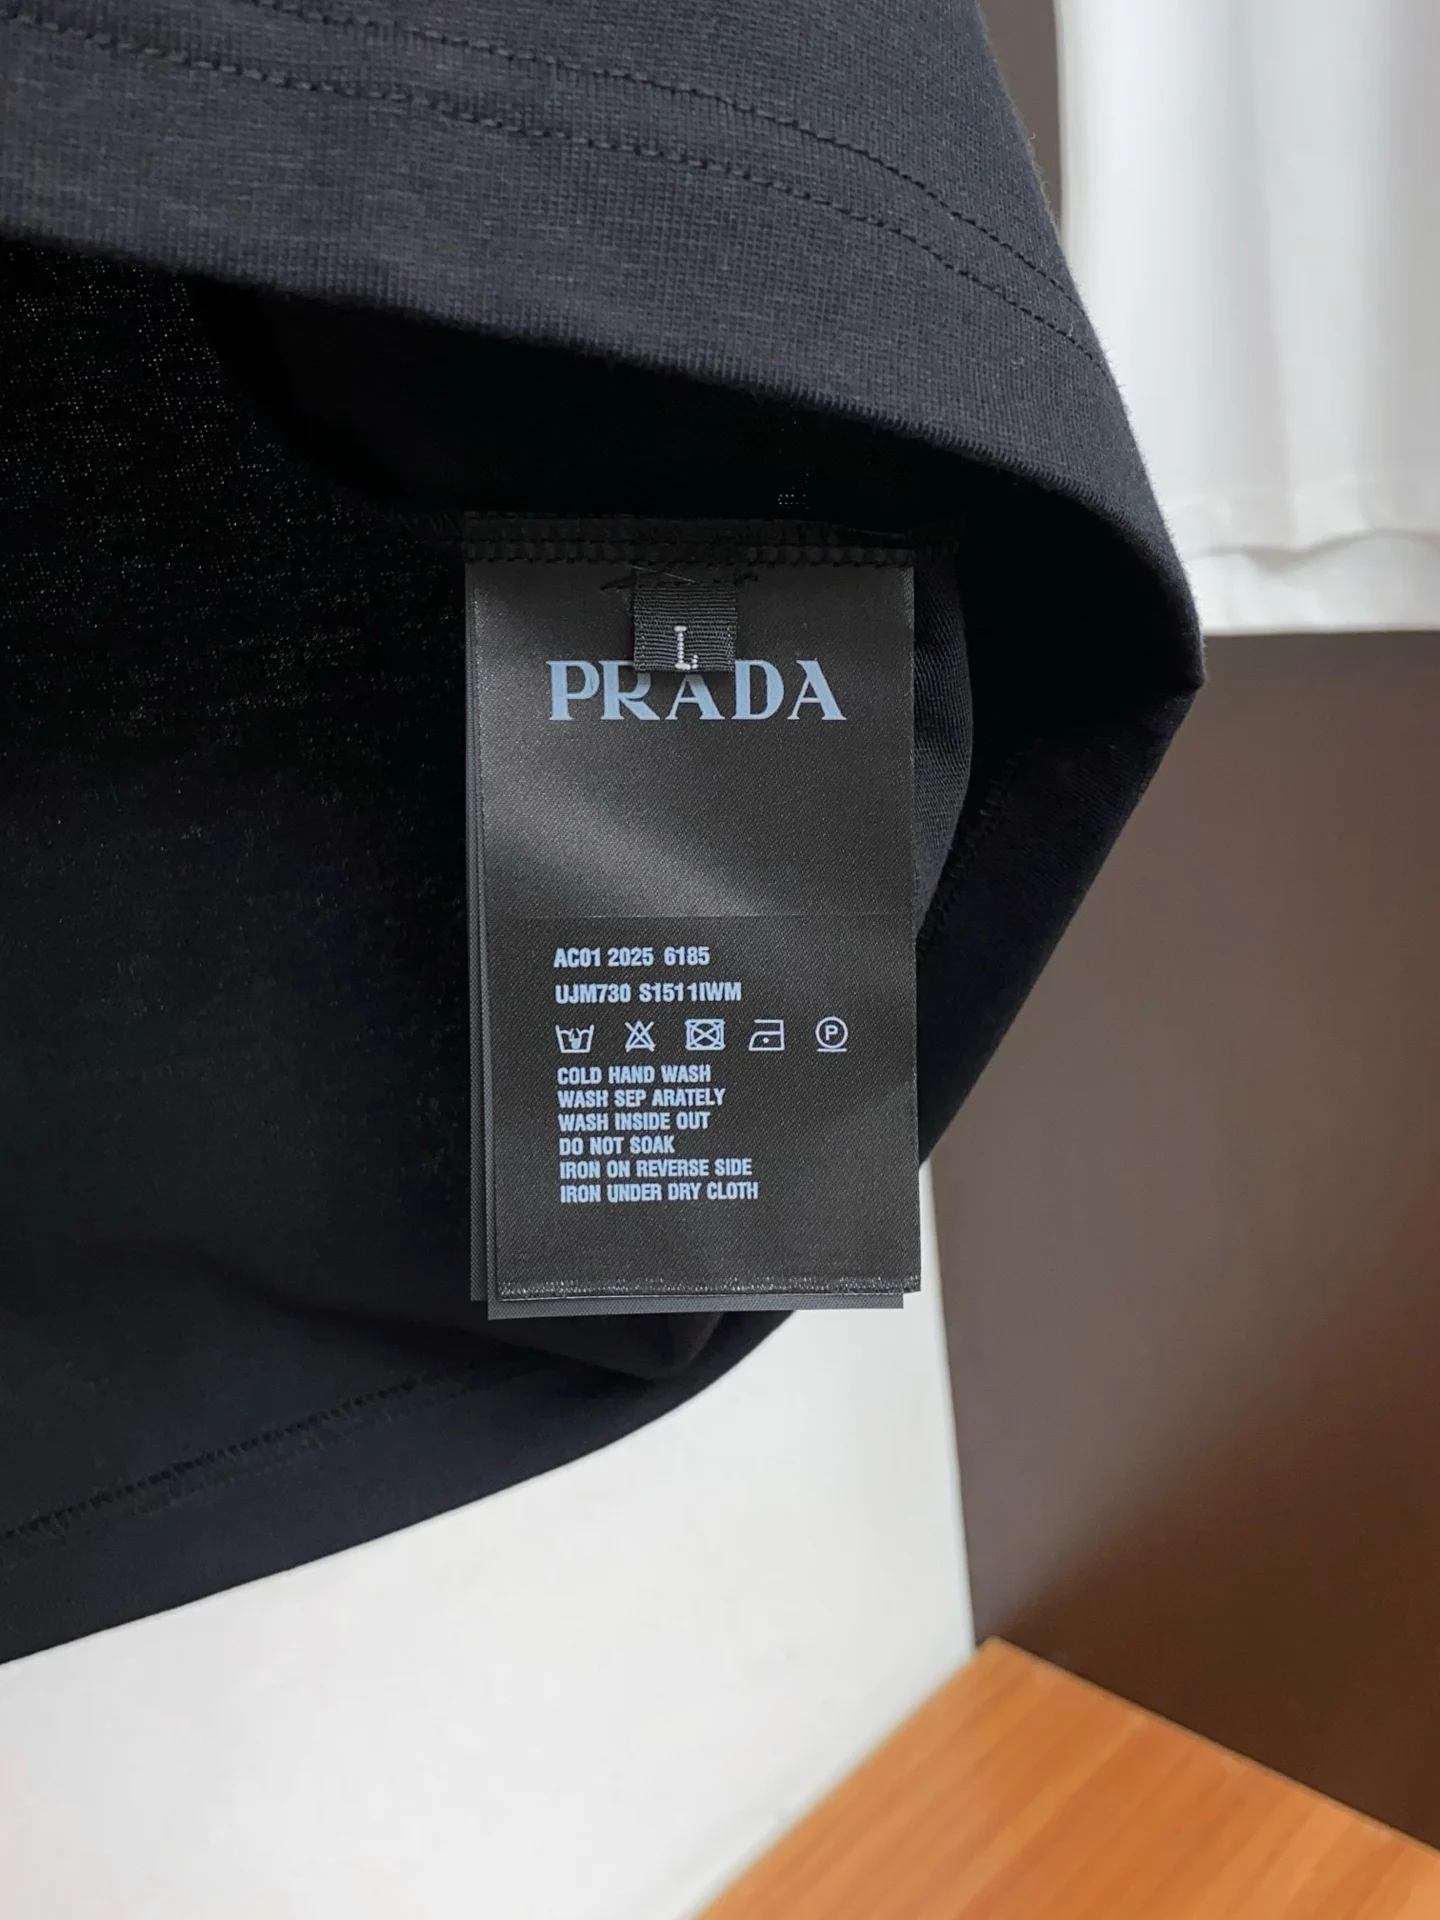 L
PRADA
AC01 2025 6185
UJM730 S1511IWM
P
COLD HAND WASH
WASH SEP ARATELY
WASH INSIDE OUT
DO NOT SOAK
IRON ON REVERSE SIDE
IRON UNDER DRY CLOTH